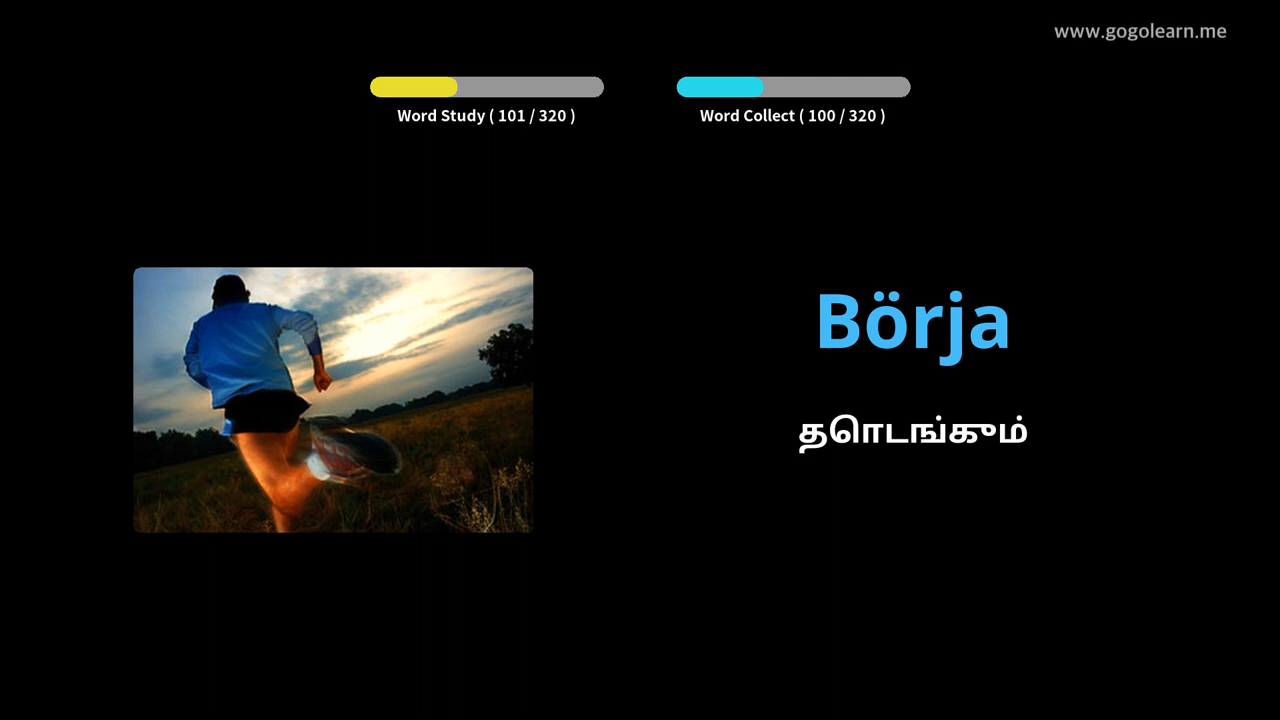 www.gogolearn.me
Word Study ( 101 / 320 )
Word Collect ( 100 / 320 )
Börja
தொடங்கும்